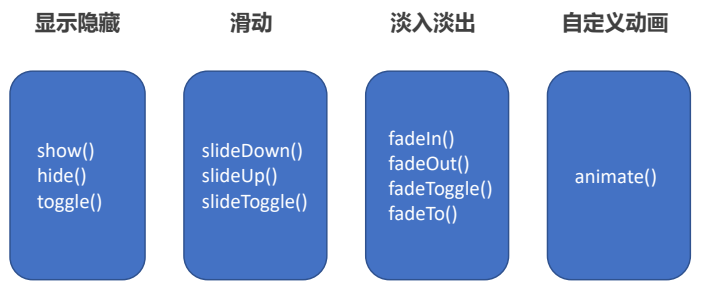 显示隐藏
滑动
淡入淡出
自定义动画
show()
hide()
toggle()
slideDown()
slideUp()
slideToggle()
fadeIn()
fadeOut()
fadeToggle()
fadeTo()
animate()